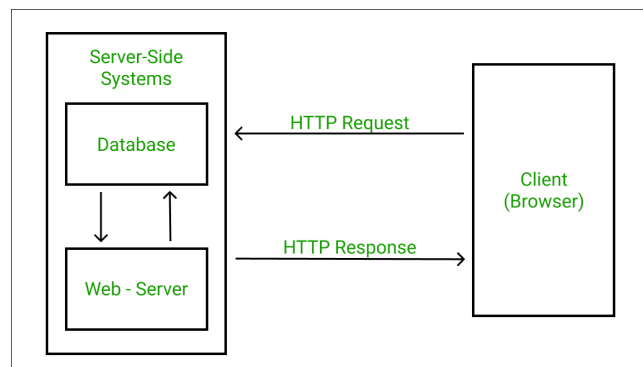 Server-Side
Systems
Database
Web - Server
HTTP Request
HTTP Response
Client
(Browser)